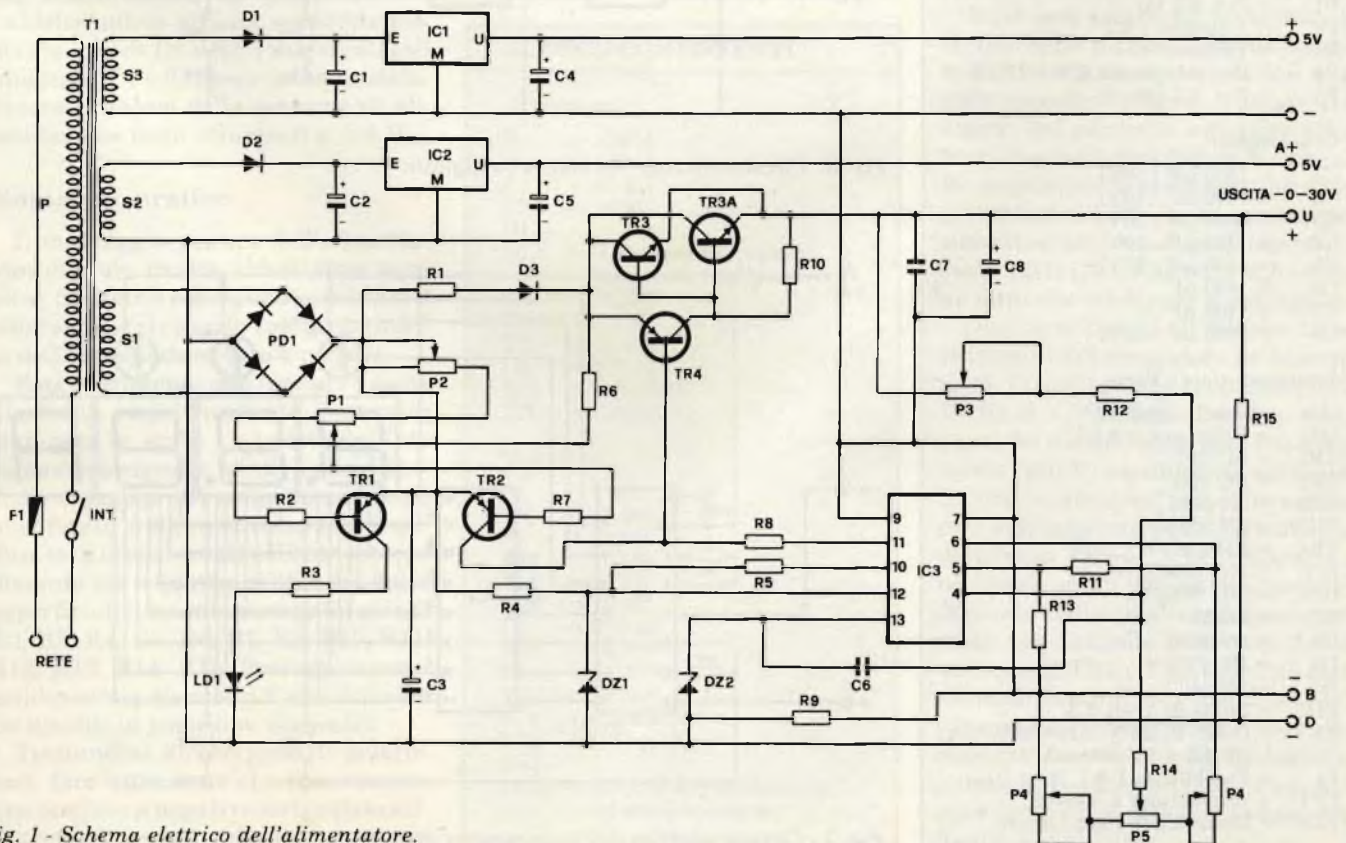 T1
D1
E IC1 U
M
+
5V
S3
C1
+
−
C4
+
−
−
D2
E IC2 U
M
A+
5V
S2
C2
+
−
C5
+
−
USCITA -0-30V
U
+
TR3
TR3A
R10
C7
C8
R1
D3
S1
PD1
P2
TR4
R6
P3
R12
R15
P1
F1
INT.
R2
TR1
TR2
R7
R8
9 7
11 6
10 IC3 5
12 4
13
R5
R11
R3
R4
R13
RETE
LD1
C3
+
−
DZ1
DZ2
C6
R9
−
B
D
−
R14
P4
P5
P4
ig. 1 - Schema elettrico dell'alimentatore.